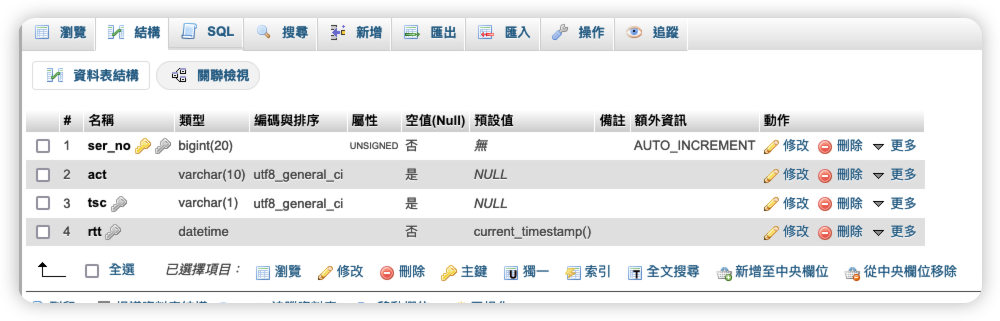 瀏覽 結構 SQL 搜尋 新增 匯出 匯入 操作 追蹤
資料表結構 關聯檢視
# 名稱 類型 編碼與排序 屬性 空值(Null) 預設值 備註 額外資訊 動作
1 ser_no bigint(20) UNSIGNED 否 無 AUTO_INCREMENT 修改 刪除 更多
2 act varchar(10) utf8_general_ci 是 NULL 修改 刪除 更多
3 tsc varchar(1) utf8_general_ci 是 NULL 修改 刪除 更多
4 rtt datetime 否 current_timestamp() 修改 刪除 更多
全選 已選擇項目： 瀏覽 修改 刪除 主鍵 獨一 索引 全文搜尋 新增至中央欄位 從中央欄位移除